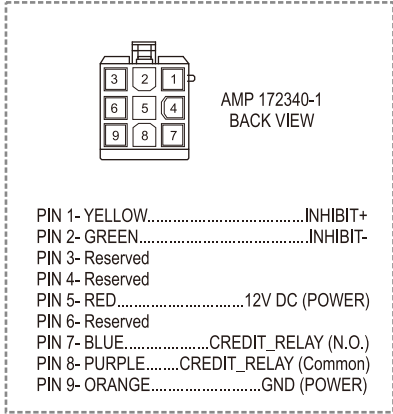 3 2 1
6 5 4
9 8 7
AMP 172340-1
BACK VIEW
PIN 1- YELLOW....................................INHIBIT+
PIN 2- GREEN......................................INHIBIT-
PIN 3- Reserved
PIN 4- Reserved
PIN 5- RED...........................12V DC (POWER)
PIN 6- Reserved
PIN 7- BLUE..................CREDIT_RELAY (N.O.)
PIN 8- PURPLE.......CREDIT_RELAY (Common)
PIN 9- ORANGE.......................GND (POWER)